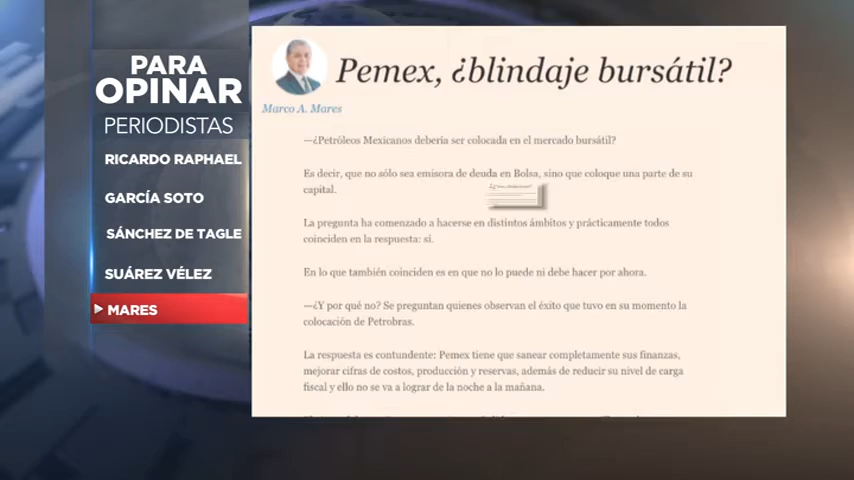 PARA
OPINAR
PERIODISTAS
RICARDO RAPHAEL
GARCÍA SOTO
SÁNCHEZ DE TAGLE
SUÁREZ VÉLEZ
MARES
Pemex, ¿blindaje bursátil?
Marco A. Mares
—¿Petróleos Mexicanos debería ser colocada en el mercado bursátil?
Es decir, que no sólo sea emisora de deuda en Bolsa, sino que coloque una parte de su
capital.
La pregunta ha comenzado a hacerse en distintos ámbitos y prácticamente todos
coinciden en la respuesta: sí.
En lo que también coinciden es en que no lo puede ni debe hacer por ahora.
—¿Y por qué no? Se preguntan quienes observan el éxito que tuvo en su momento la
colocación de Petrobras.
La respuesta es contundente: Pemex tiene que sanear completamente sus finanzas,
mejorar cifras de costos, producción y reservas, además de reducir su nivel de carga
fiscal y ello no se va a lograr de la noche a la mañana.